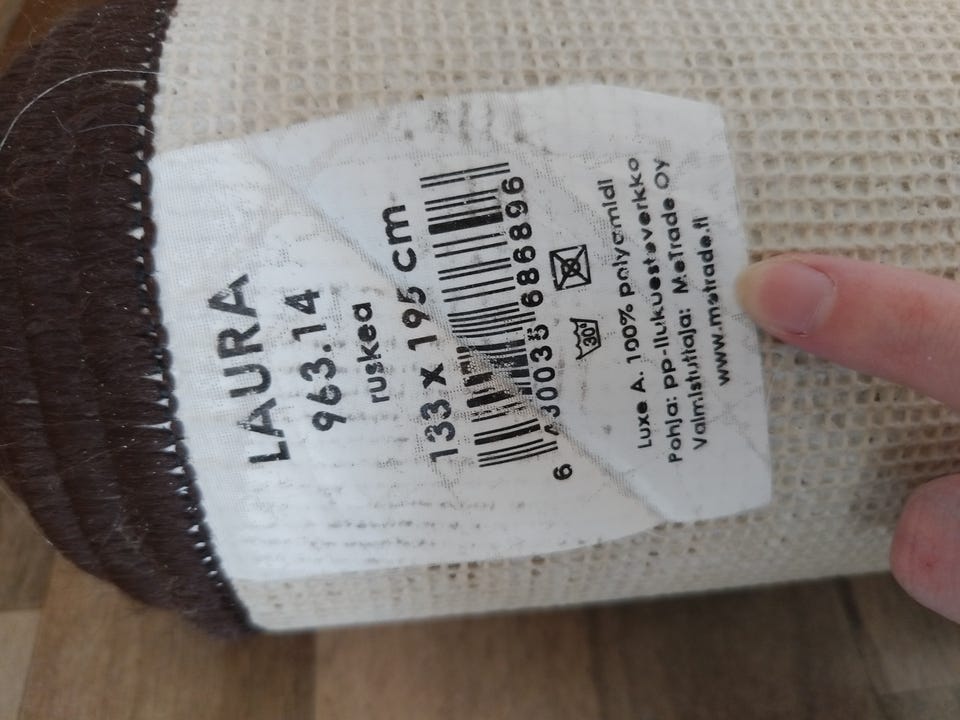 LAURA
963.14
ruskea
133 x 195 cm
6 430035 686896
30°
Luxe A. 100% polyamidi
Pohja: pp-liukuesteverkko
Valmistuttaja: MeTrade Oy
www.metrade.fi